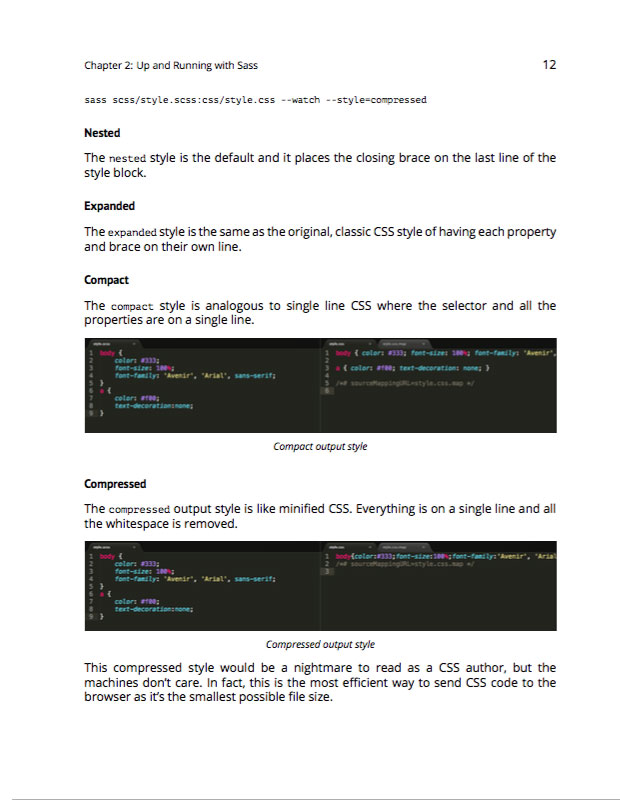 Chapter 2: Up and Running with Sass 12
sass scss/style.scss:css/style.css --watch --style=compressed
Nested
The nested style is the default and it places the closing brace on the last line of the
style block.
Expanded
The expanded style is the same as the original, classic CSS style of having each property
and brace on their own line.
Compact
The compact style is analogous to single line CSS where the selector and all the
properties are on a single line.
1 body {
2 color: #333;
3 font-size: 100%;
4 font-family: 'Avenir', 'Arial', sans-serif;
5 }
6 a {
7 color: #f00;
8 text-decoration:none;
9 }
1 body { color: #333; font-size: 100%; font-family: 'Avenir',
2
3 a { color: #f00; text-decoration: none; }
4
5 /*# sourceMappingURL=style.css.map */
6
Compact output style
Compressed
The compressed output style is like minified CSS. Everything is on a single line and all
the whitespace is removed.
1 body {
2 color: #333;
3 font-size: 100%;
4 font-family: 'Avenir', 'Arial', sans-serif;
5 }
6 a {
7 color: #f00;
8 text-decoration:none;
9 }
1 body{color:#333;font-size:100%;font-family:'Avenir', 'Arial
2 /*# sourceMappingURL=style.css.map */
3
Compressed output style
This compressed style would be a nightmare to read as a CSS author, but the
machines don't care. In fact, this is the most efficient way to send CSS code to the
browser as it's the smallest possible file size.